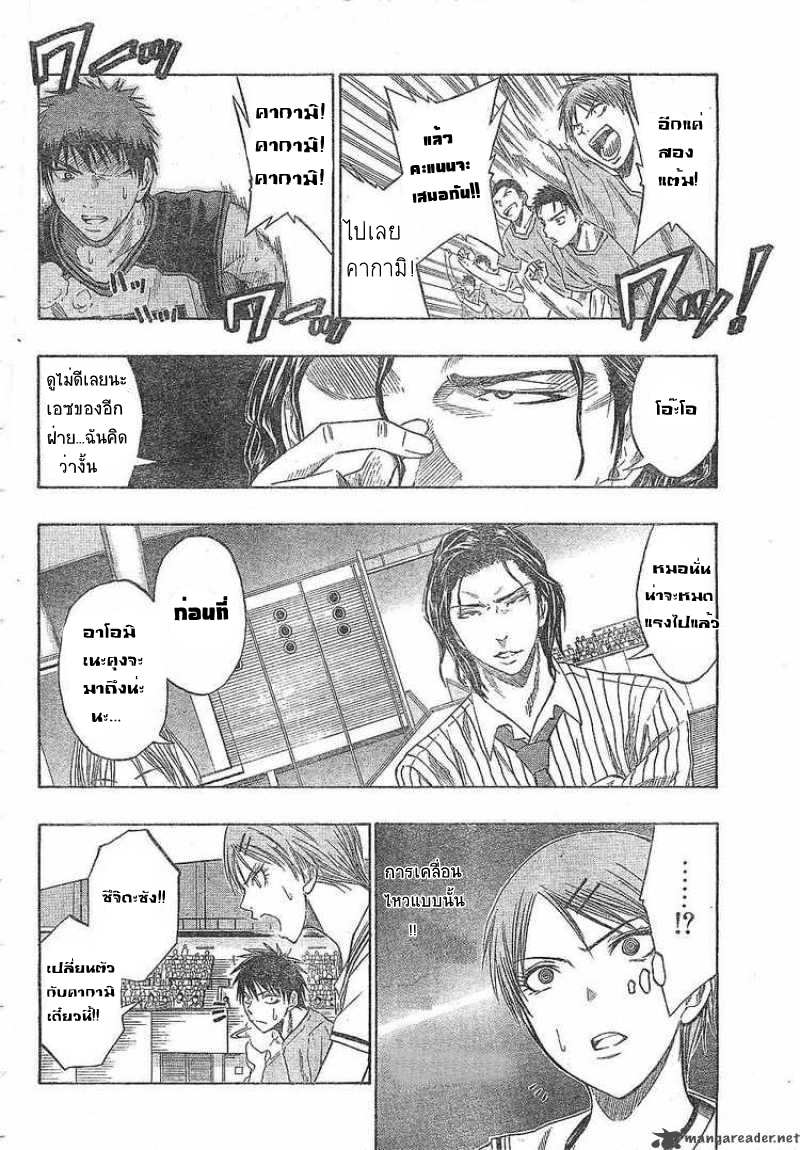 อีกแค่
สอง
แต้ม!
แล้ว
คะแนนจะ
เสมอกัน!!
ไปเลย
คากามิ!
คากามิ!
คากามิ!
คากามิ!
ワーッ
ワーッ
ワーッ!
โอ๊ะโอ
ดูไม่ดีเลยนะ
เอซของอีก
ฝ่าย...ฉันคิด
ว่างั้น
หมอนั่น
น่าจะหมด
แรงไปแล้ว
ก่อนที่
อาโอมิ
เนะคุงจะ
มาถึงน่ะ
นะ...
......!?
การเคลื่อน
ไหวแบบนั้น
!!
ซึจิดะซัง!!
เปลี่ยนตัว
กับคากามิ
เดี๋ยวนี้!!
mangareader.net